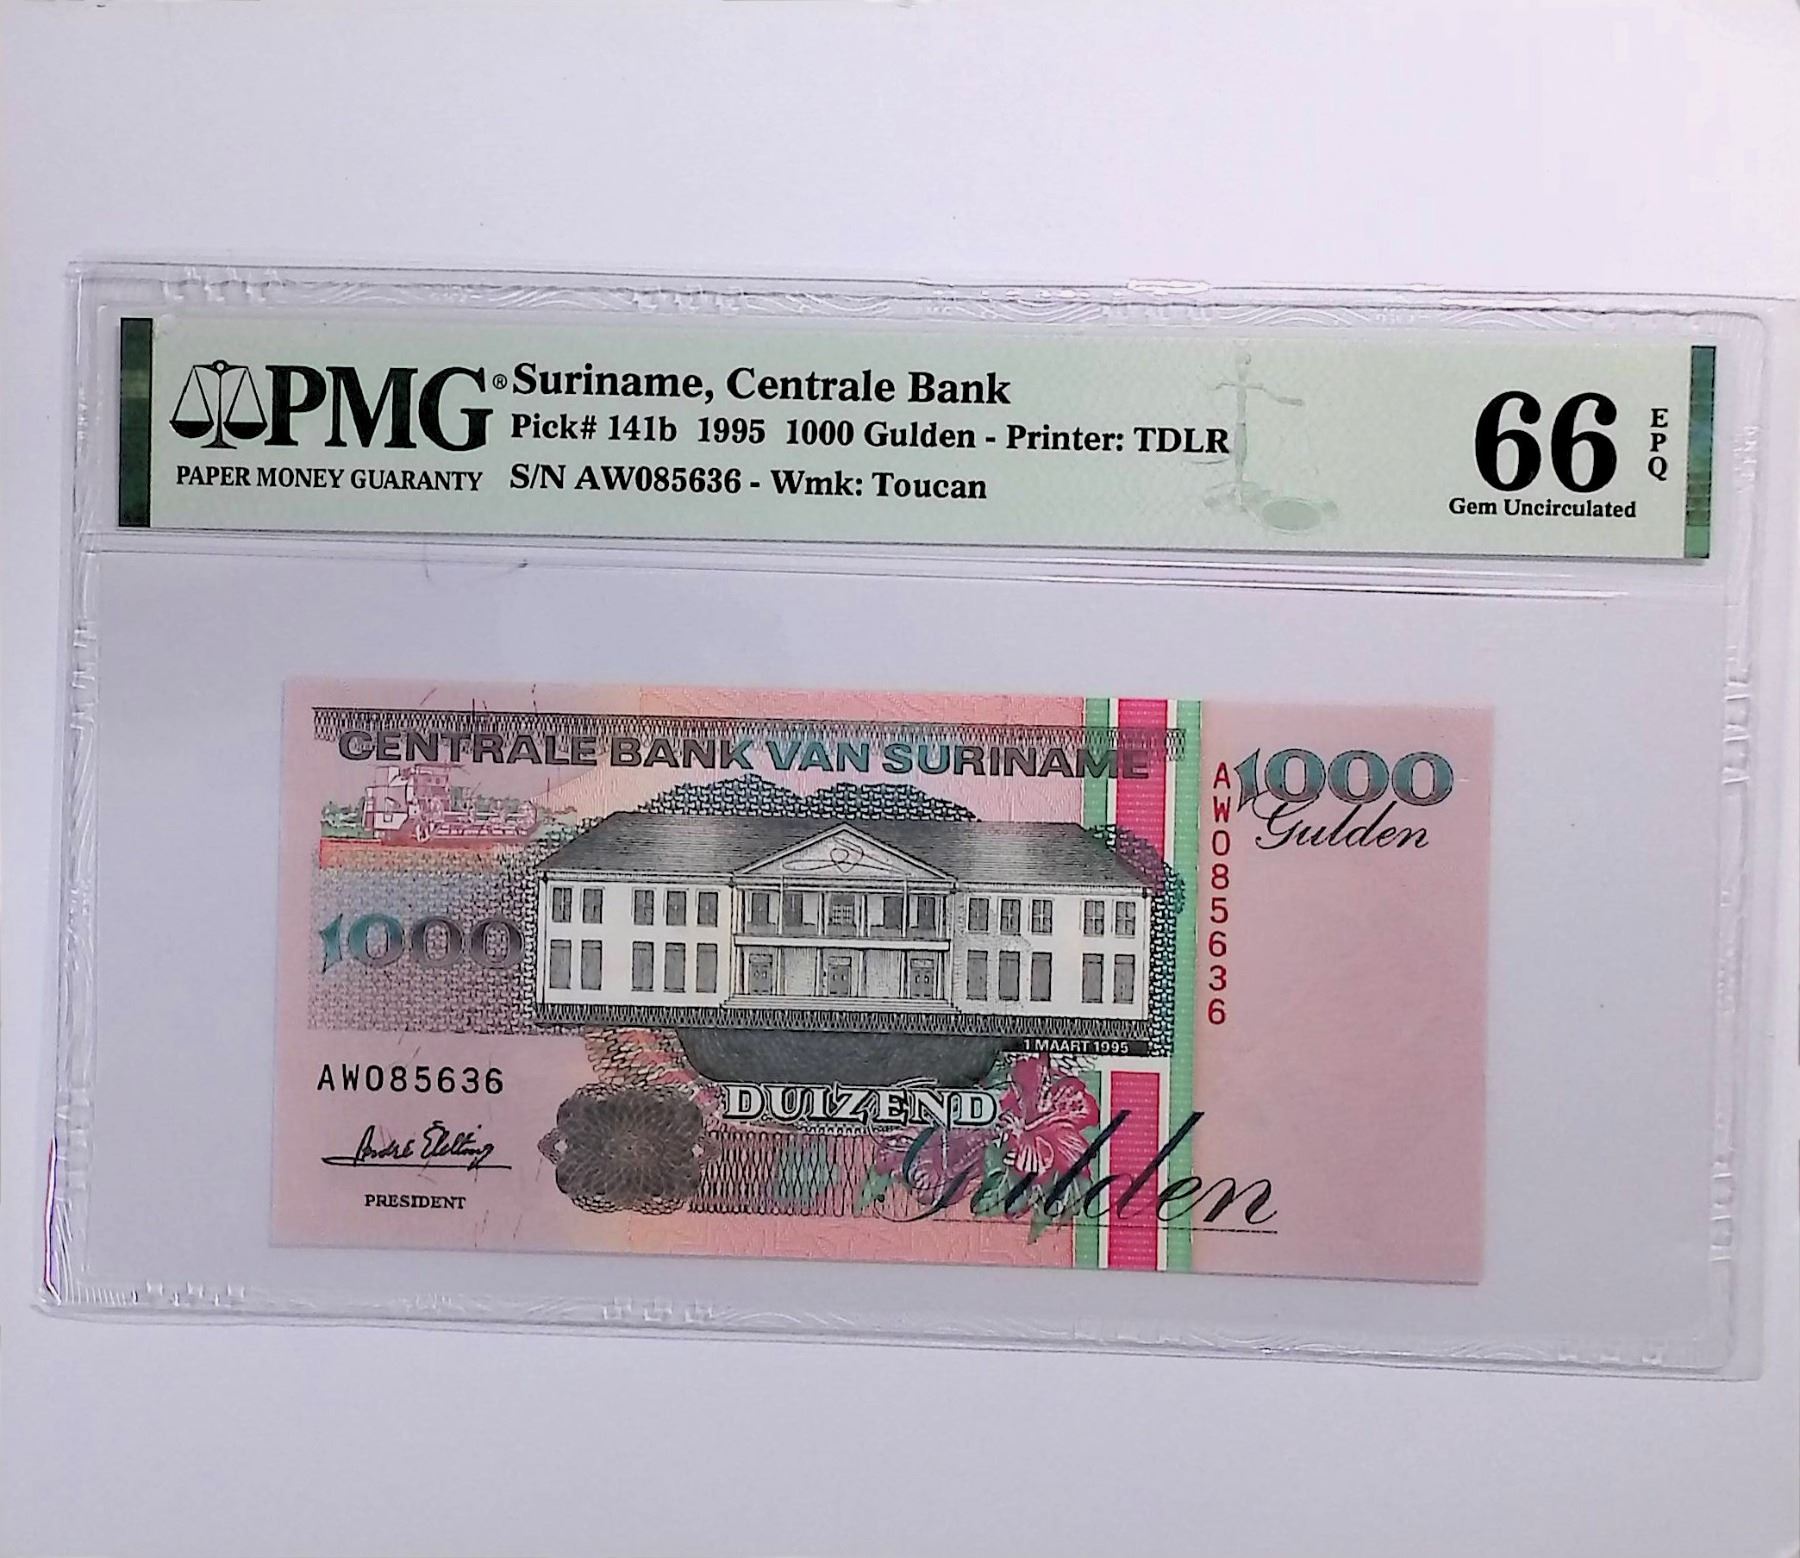 PMG®
PAPER MONEY GUARANTY
Suriname, Centrale Bank
Pick# 141b 1995 1000 Gulden - Printer: TDLR
S/N AW085636 - Wmk: Toucan
66
EPQ
Gem Uncirculated
CENTRALE BANK VAN SURINAME
1000
Gulden
AW085636
1000
1 MAART 1995
AW085636
DUIZEND
Gulden
PRESIDENT